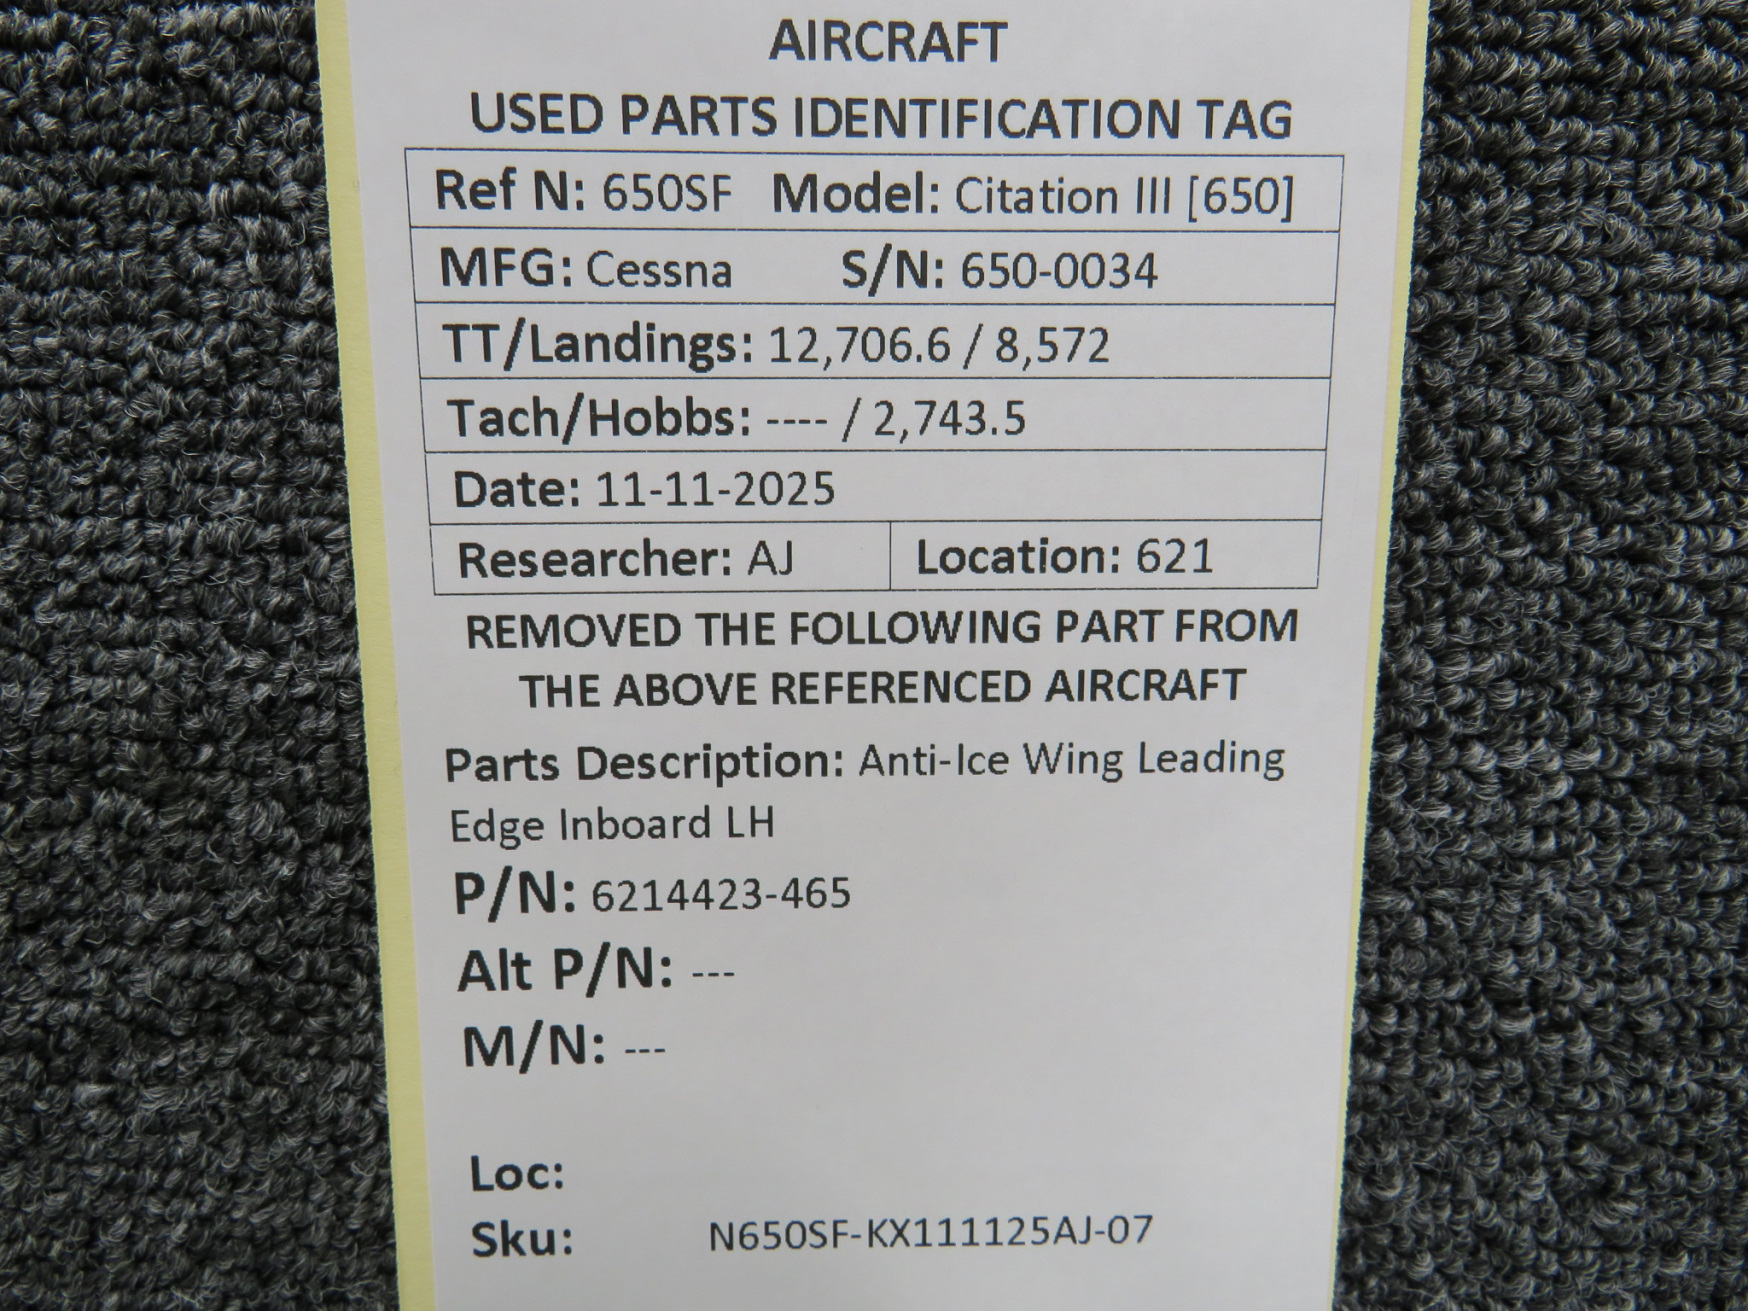 AIRCRAFT
USED PARTS IDENTIFICATION TAG
Ref N: 650SF Model: Citation III [650]
MFG: Cessna S/N: 650-0034
TT/Landings: 12,706.6 / 8,572
Tach/Hobbs: ---- / 2,743.5
Date: 11-11-2025
Researcher: AJ Location: 621
REMOVED THE FOLLOWING PART FROM
THE ABOVE REFERENCED AIRCRAFT
Parts Description: Anti-Ice Wing Leading
Edge Inboard LH
P/N: 6214423-465
Alt P/N: ---
M/N: ---
Loc:
Sku: N650SF-KX111125AJ-07